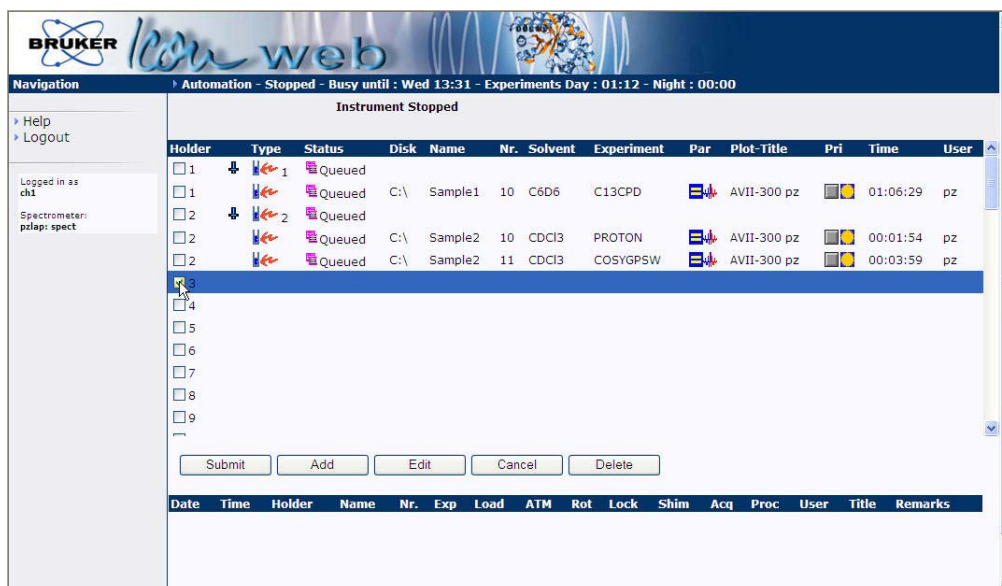 BRUKER Icon web
Navigation
Automation - Stopped - Busy until : Wed 13:31 - Experiments Day : 01:12 - Night : 00:00
Help
Logout
Logged in as
ch1
Spectrometer:
pzlap: spect
Instrument Stopped
Holder Type Status Disk Name Nr. Solvent Experiment Par Plot-Title Pri Time User
1 1 Queued
1 Queued C:\ Sample1 10 C6D6 C13CPD AVII-300 pz 01:06:29 pz
2 2 Queued
2 Queued C:\ Sample2 10 CDCl3 PROTON AVII-300 pz 00:01:54 pz
2 Queued C:\ Sample2 11 CDCl3 COSYGPSW AVII-300 pz 00:03:59 pz
3
4
5
6
7
8
9
Submit Add Edit Cancel Delete
Date Time Holder Name Nr. Exp Load ATM Rot Lock Shim Acq Proc User Title Remarks